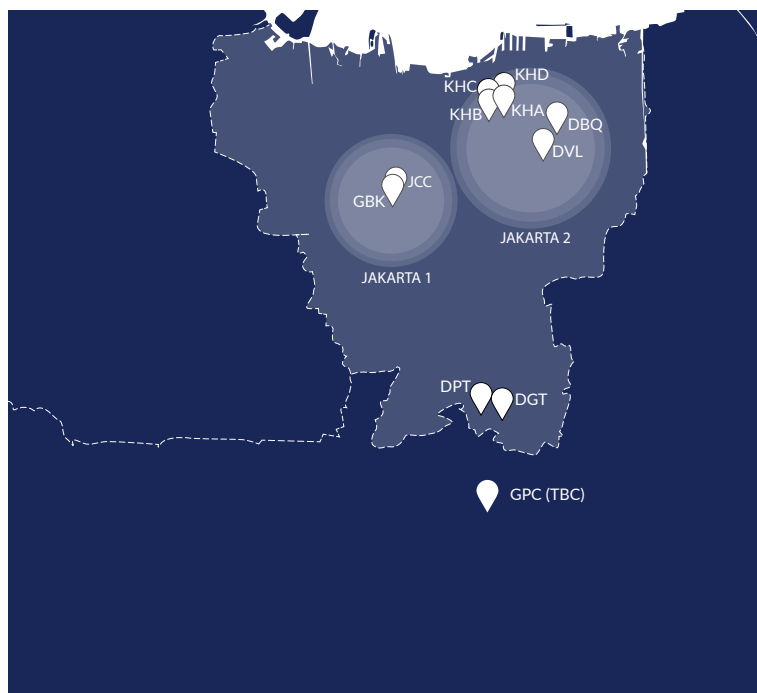 KHC
KHD
KHB
KHA
DBQ
DVL
JCC
GBK
JAKARTA 2
JAKARTA 1
DPT
DGT
GPC (TBC)